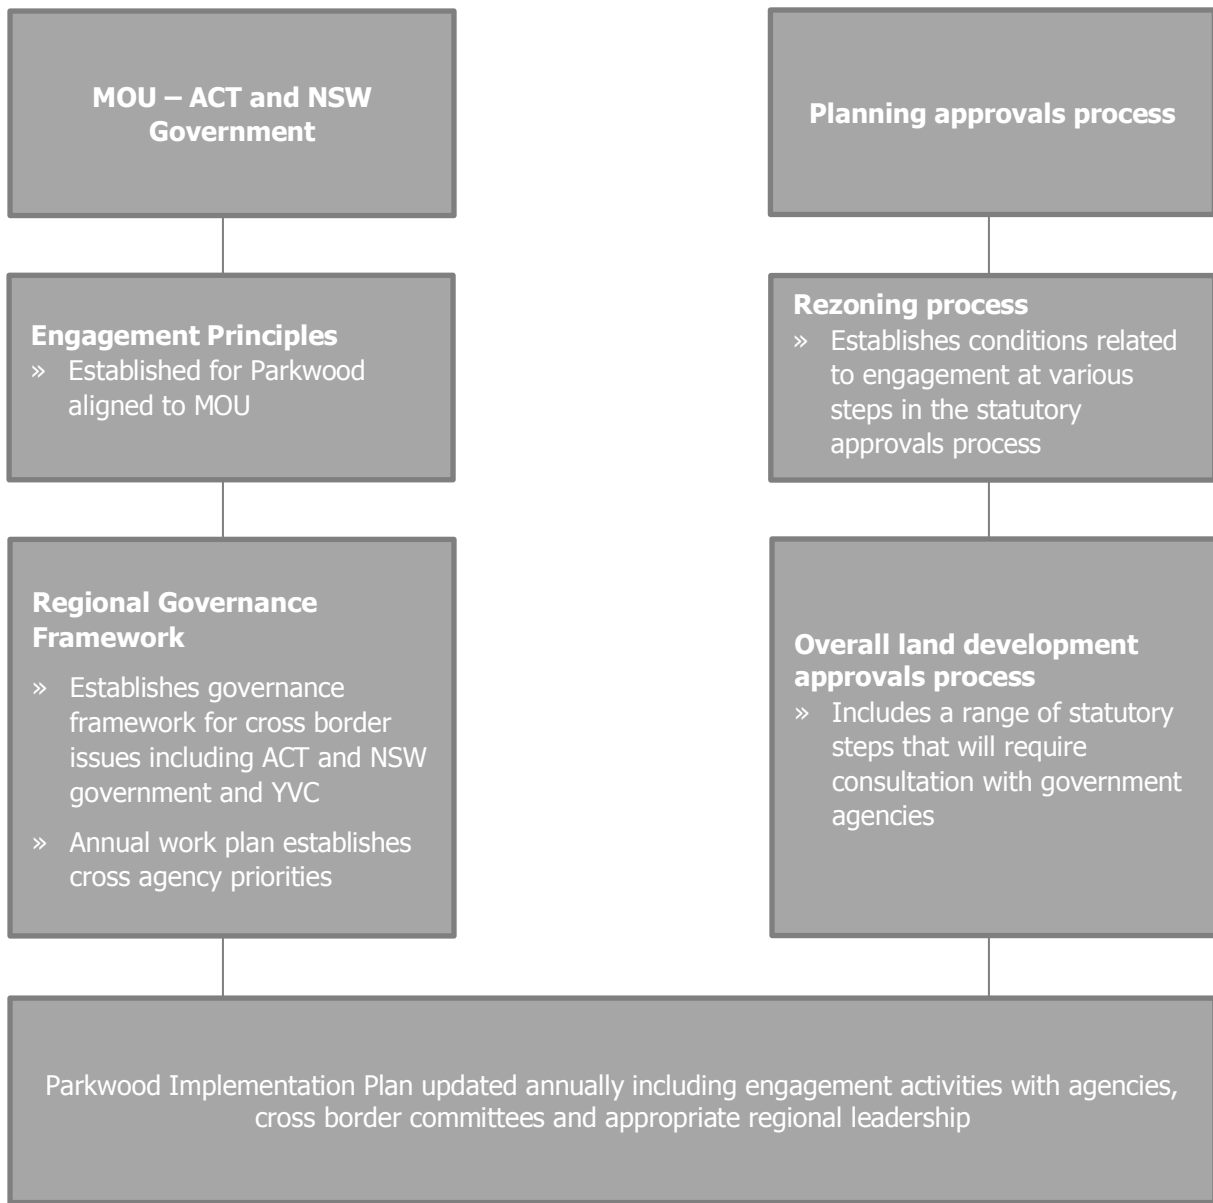 MOU – ACT and NSW
Government
Planning approvals process
Engagement Principles
» Established for Parkwood
aligned to MOU
Rezoning process
» Establishes conditions related
to engagement at various
steps in the statutory
approvals process
Regional Governance
Framework
» Establishes governance
framework for cross border
issues including ACT and NSW
government and YVC
» Annual work plan establishes
cross agency priorities
Overall land development
approvals process
» Includes a range of statutory
steps that will require
consultation with government
agencies
Parkwood Implementation Plan updated annually including engagement activities with agencies,
cross border committees and appropriate regional leadership